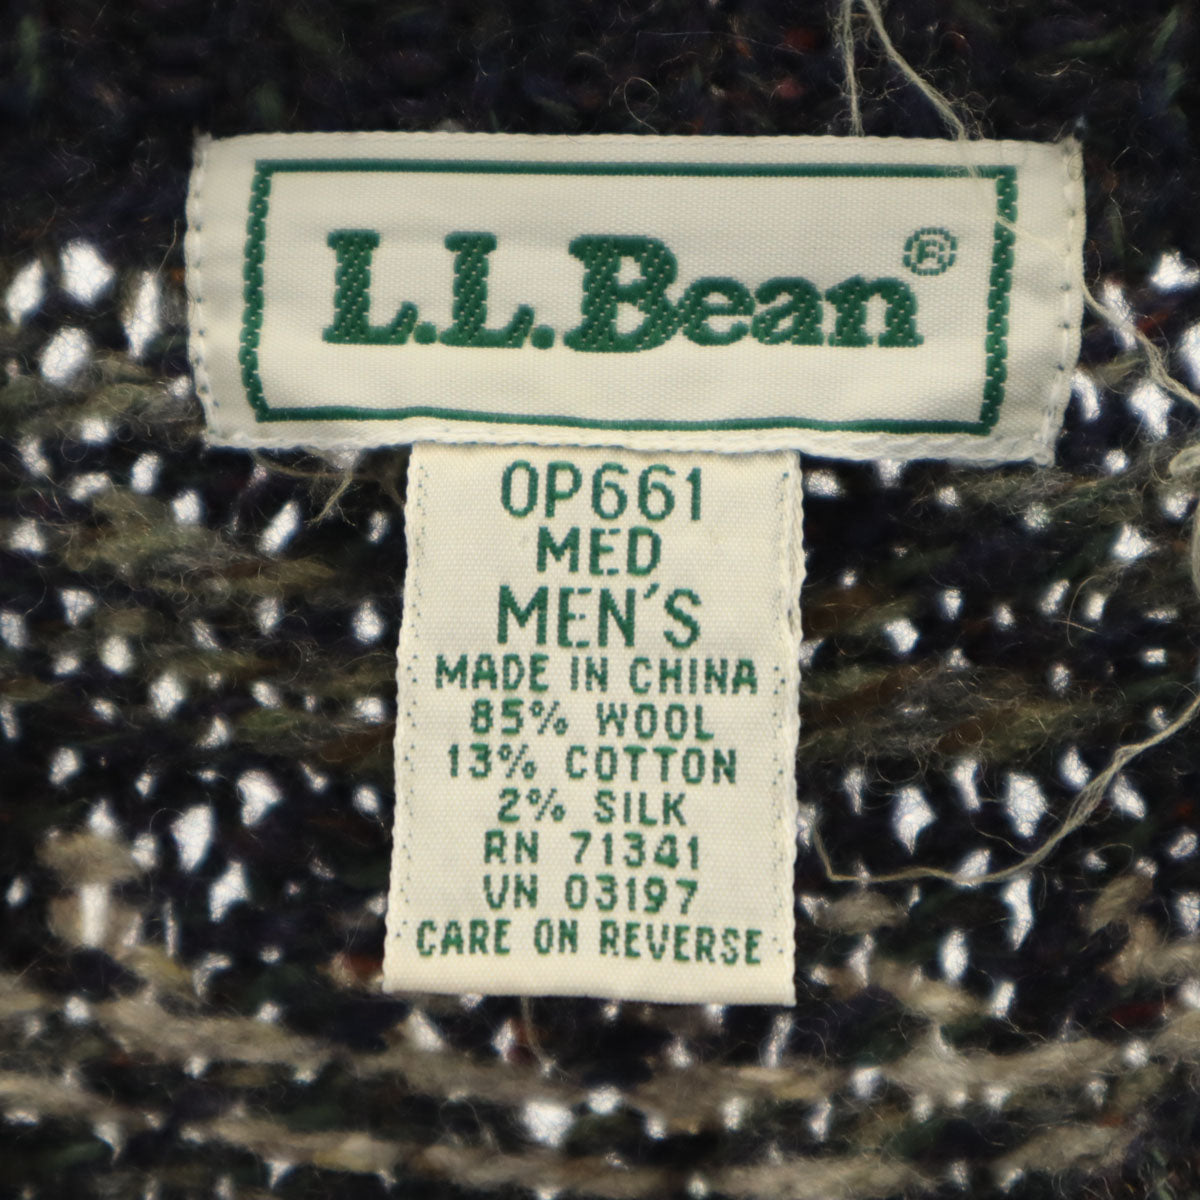 L.L.Bean®
0P661
MED
MEN'S
MADE IN CHINA
85% WOOL
13% COTTON
2% SILK
RN 71341
VN 03197
CARE ON REVERSE